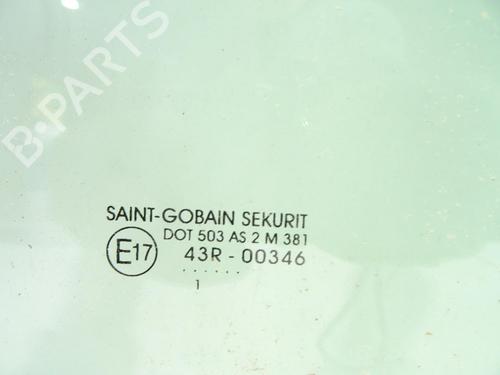 B-PARTS
SAINT-GOBAIN SEKURIT
DOT 503 AS 2 M 381
E17 43R - 00346
. . . . . .
1